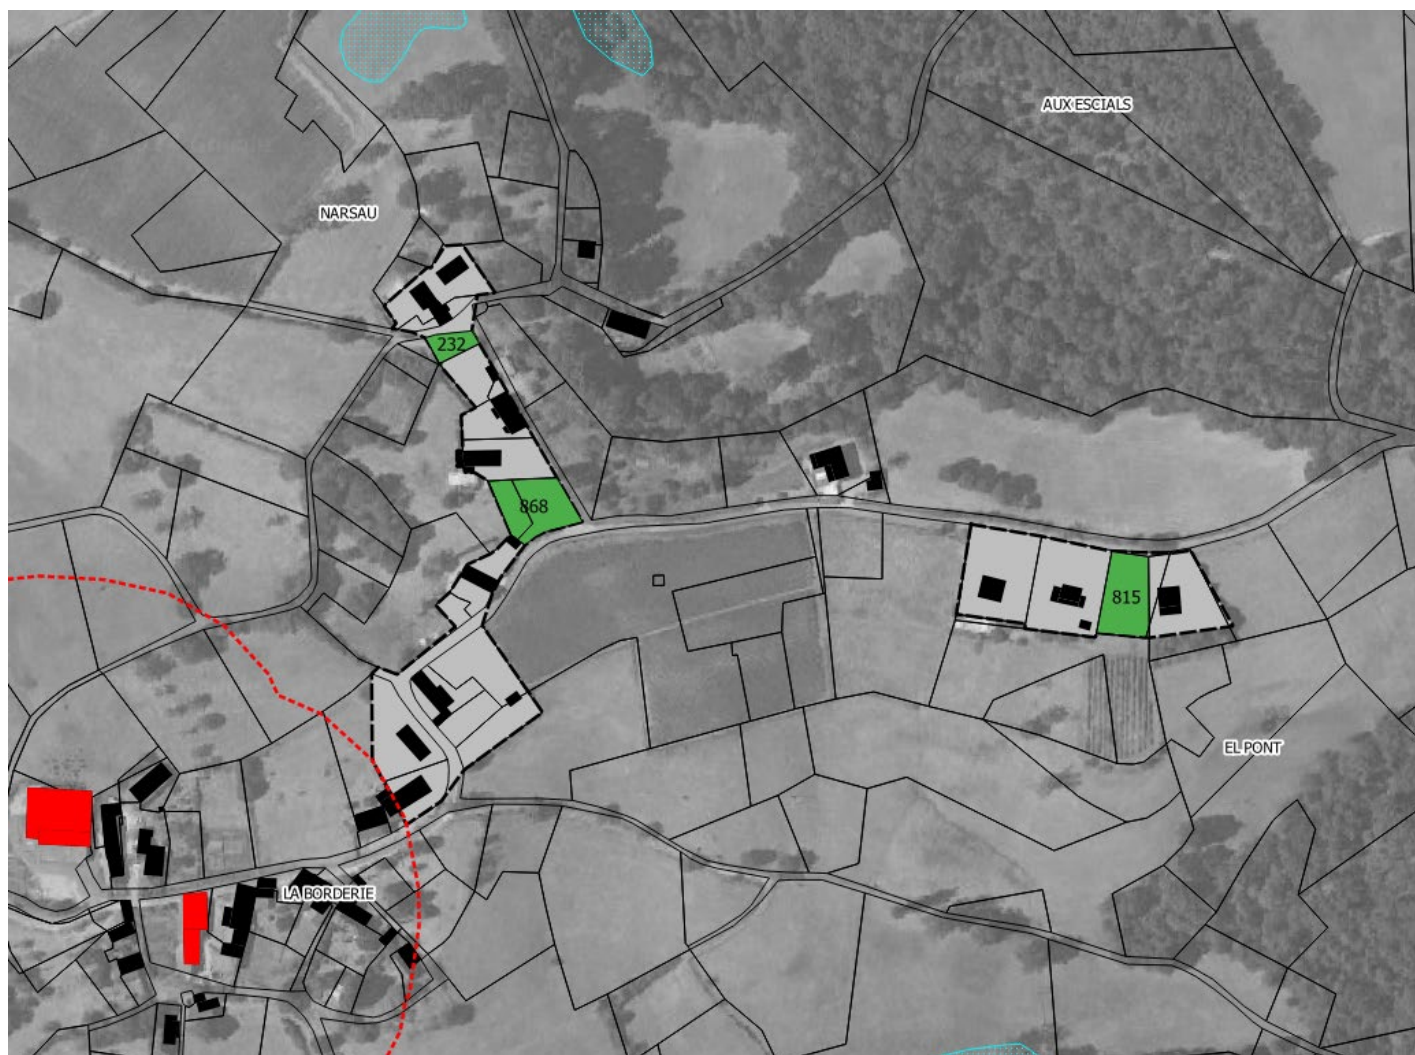 AUX ESCIALS
NARSAU
232
868
815
EL PONT
LA BORDERIE